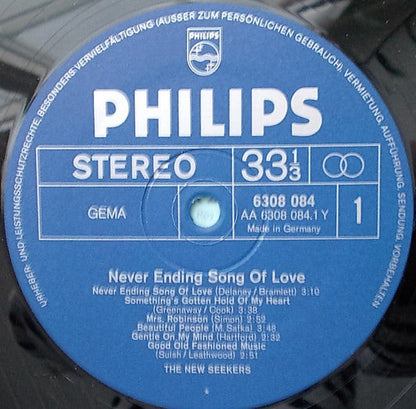 URHEBER- UND LEISTUNGSSCHUTZRECHTE, BESONDERS VERVIELFÄLTIGUNG (AUSSER ZUM PERSÖNLICHEN GEBRAUCH), VERMIETUNG, AUFFÜHRUNG, SENDUNG, VORBEHALTEN
PHILIPS
PHILIPS
STEREO 33⅓
GEMA
6308 084
AA 6308 084.1 Y
Made in Germany
1
Never Ending Song Of Love
Never Ending Song Of Love (Delaney / Bramlett) 3:10
Something's Gotten Hold Of My Heart
(Greenaway / Cook) 3:38
Mrs. Robinson (Simon) 2:52
Beautiful People (M. Safka) 3:48
Gentle On My Mind (Hartford) 2:52
Good Old Fashioned Music
(Suish / Leathwood) 2:51
THE NEW SEEKERS